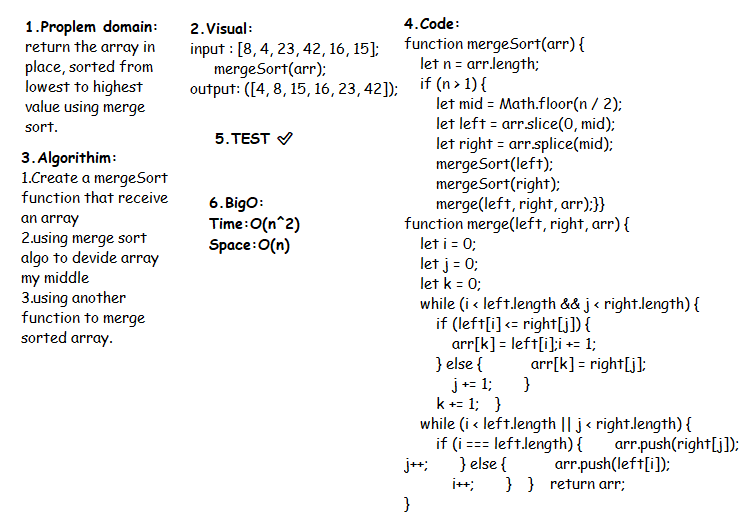 1.Proplem domain:
return the array in
place, sorted from
lowest to highest
value using merge
sort.
3.Algorithim:
1.Create a mergeSort
function that receive
an array
2.using merge sort
algo to devide array
my middle
3.using another
function to merge
sorted array.
2.Visual:
input : [8, 4, 23, 42, 16, 15];
mergeSort(arr);
output: ([4, 8, 15, 16, 23, 42]);
5.TEST ✓
6.BigO:
Time:O(n^2)
Space:O(n)
4.Code:
function mergeSort(arr) {
let n = arr.length;
if (n > 1) {
let mid = Math.floor(n / 2);
let left = arr.slice(0, mid);
let right = arr.splice(mid);
mergeSort(left);
mergeSort(right);
merge(left, right, arr);}}
function merge(left, right, arr) {
let i = 0;
let j = 0;
let k = 0;
while (i < left.length && j < right.length) {
if (left[i] <= right[j]) {
arr[k] = left[i];i += 1;
} else { arr[k] = right[j];
j += 1; }
k += 1; }
while (i < left.length || j < right.length) {
if (i === left.length) { arr.push(right[j]);
j++; } else { arr.push(left[i]);
i++; } } return arr;
}